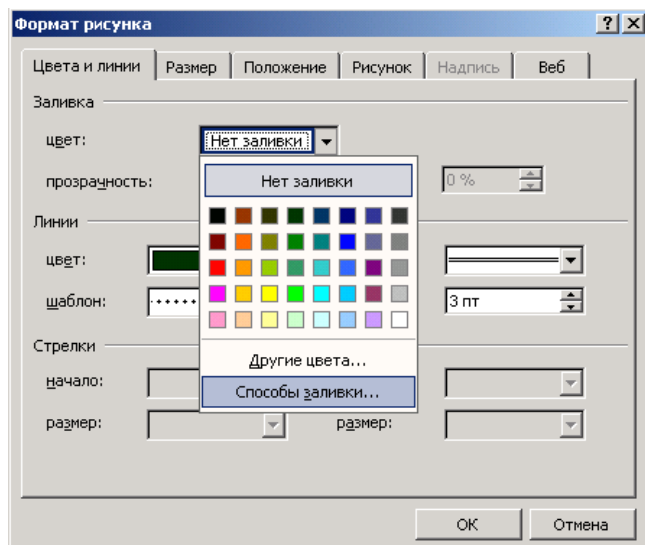 Формат рисунка
Цвета и линии Размер Положение Рисунок Надпись Веб
Заливка
цвет: Нет заливки
прозрачность: Нет заливки 0 %
Линии
цвет:
шаблон: 3 пт
Стрелки
Другие цвета...
начало:
Способы заливки...
размер: размер:
ОК Отмена